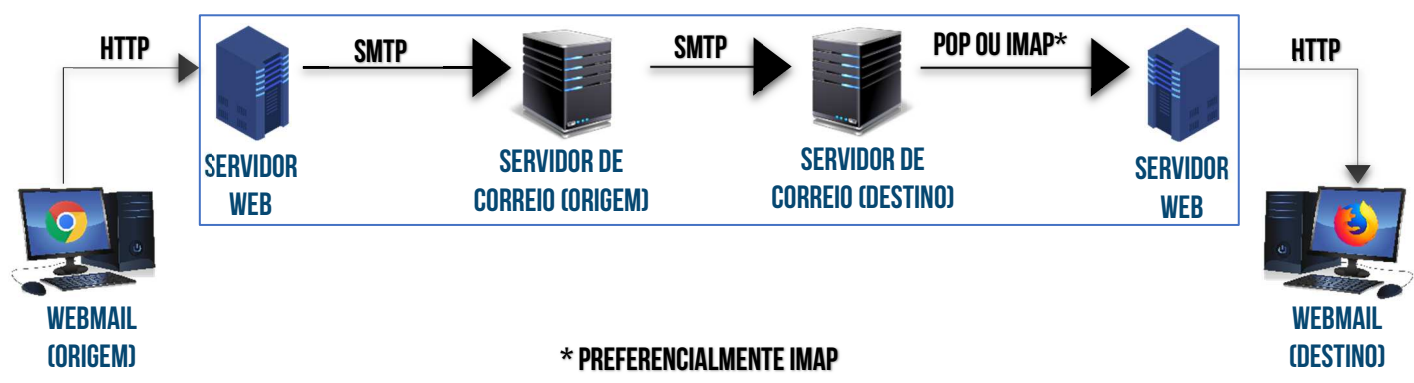 HTTP
SMTP
SMTP
POP OU IMAP*
HTTP
SERVIDOR
WEB
SERVIDOR DE
CORREIO (ORIGEM)
SERVIDOR DE
CORREIO (DESTINO)
SERVIDOR
WEB
WEBMAIL
(ORIGEM)
WEBMAIL
(DESTINO)
* PREFERENCIALMENTE IMAP